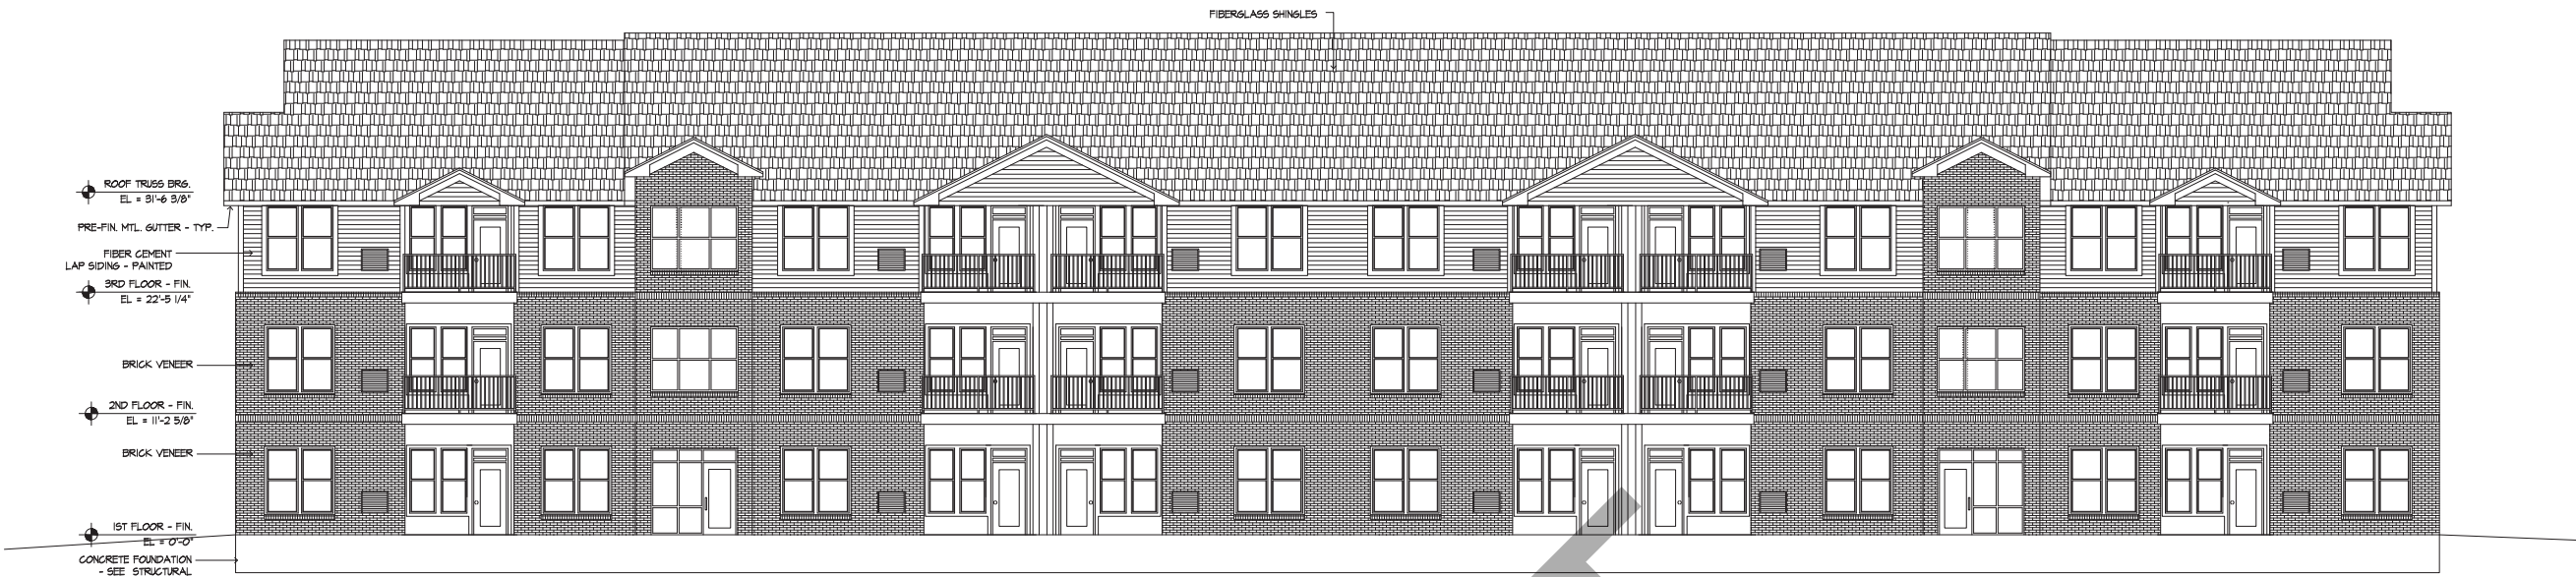 FIBERGLASS SHINGLES
ROOF TRUSS BRG.
EL = 31'-6 3/8"
PRE-FIN. MTL. GUTTER - TYP.
FIBER CEMENT
LAP SIDING - PAINTED
3RD FLOOR - FIN.
EL = 22'-5 1/4"
BRICK VENEER
2ND FLOOR - FIN.
EL = 11'-2 5/8"
BRICK VENEER
1ST FLOOR - FIN.
EL = 0'-0"
CONCRETE FOUNDATION
- SEE STRUCTURAL